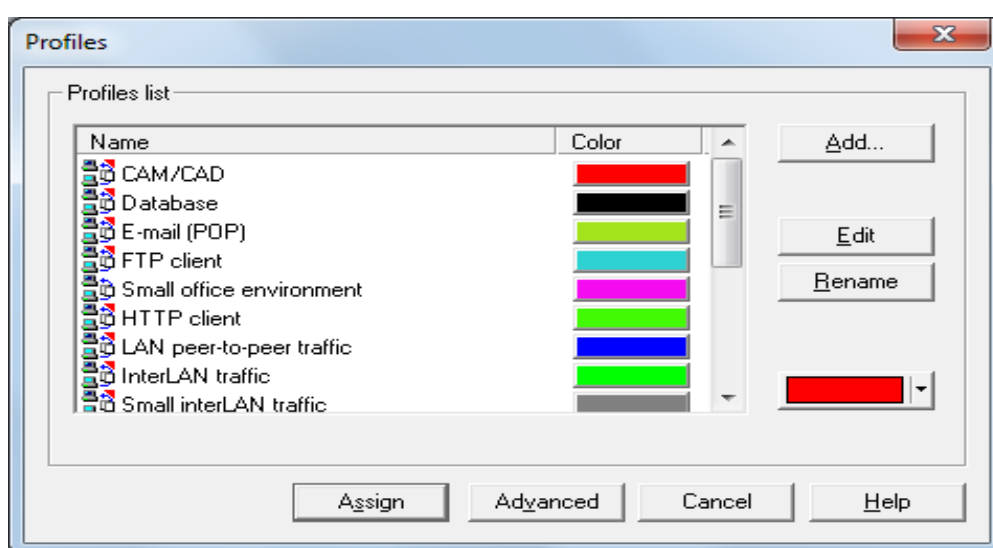 Profiles
Profiles list
Name Color
CAM/CAD
Database
E-mail (POP)
FTP client
Small office environment
HTTP client
LAN peer-to-peer traffic
InterLAN traffic
Small interLAN traffic
Add...
Edit
Rename
Assign Advanced Cancel Help